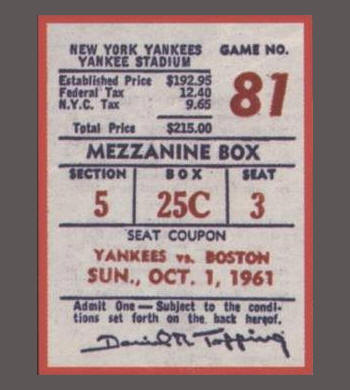 NEW YORK YANKEES
YANKEE STADIUM
GAME NO.
81
Established Price $192.95
Federal Tax 12.40
N.Y.C. Tax 9.65
Total Price $215.00
MEZZANINE BOX
SECTION BOX SEAT
5 25C 3
SEAT COUPON
YANKEES vs. BOSTON
SUN., OCT. 1, 1961
Admit One — Subject to the condi-
tions set forth on the back hereof.
Daniel R. Topping